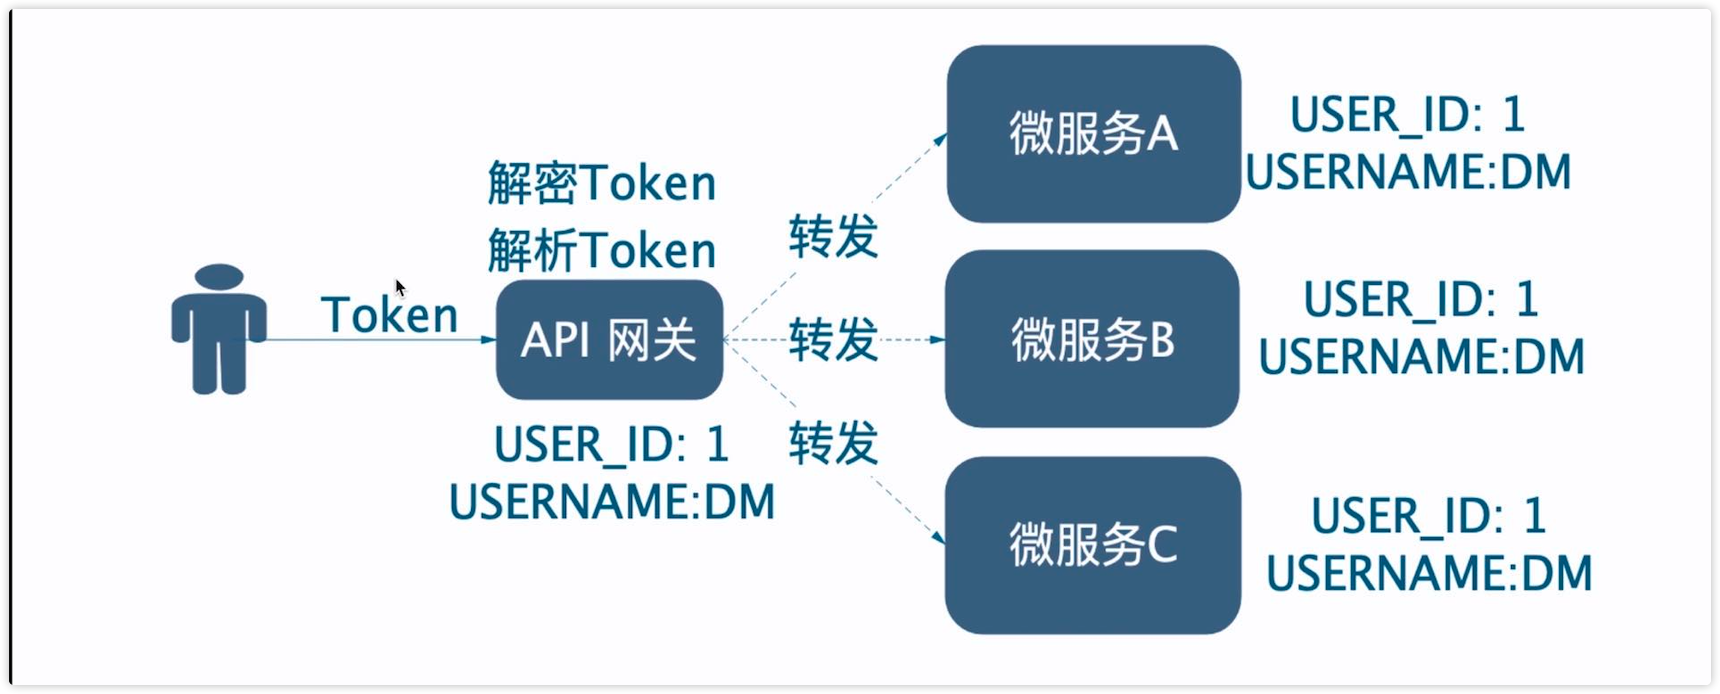 解密Token
解析Token
Token
API 网关
USER_ID: 1
USERNAME:DM
转发
转发
转发
微服务A
USER_ID: 1
USERNAME:DM
微服务B
USER_ID: 1
USERNAME:DM
微服务C
USER_ID: 1
USERNAME:DM